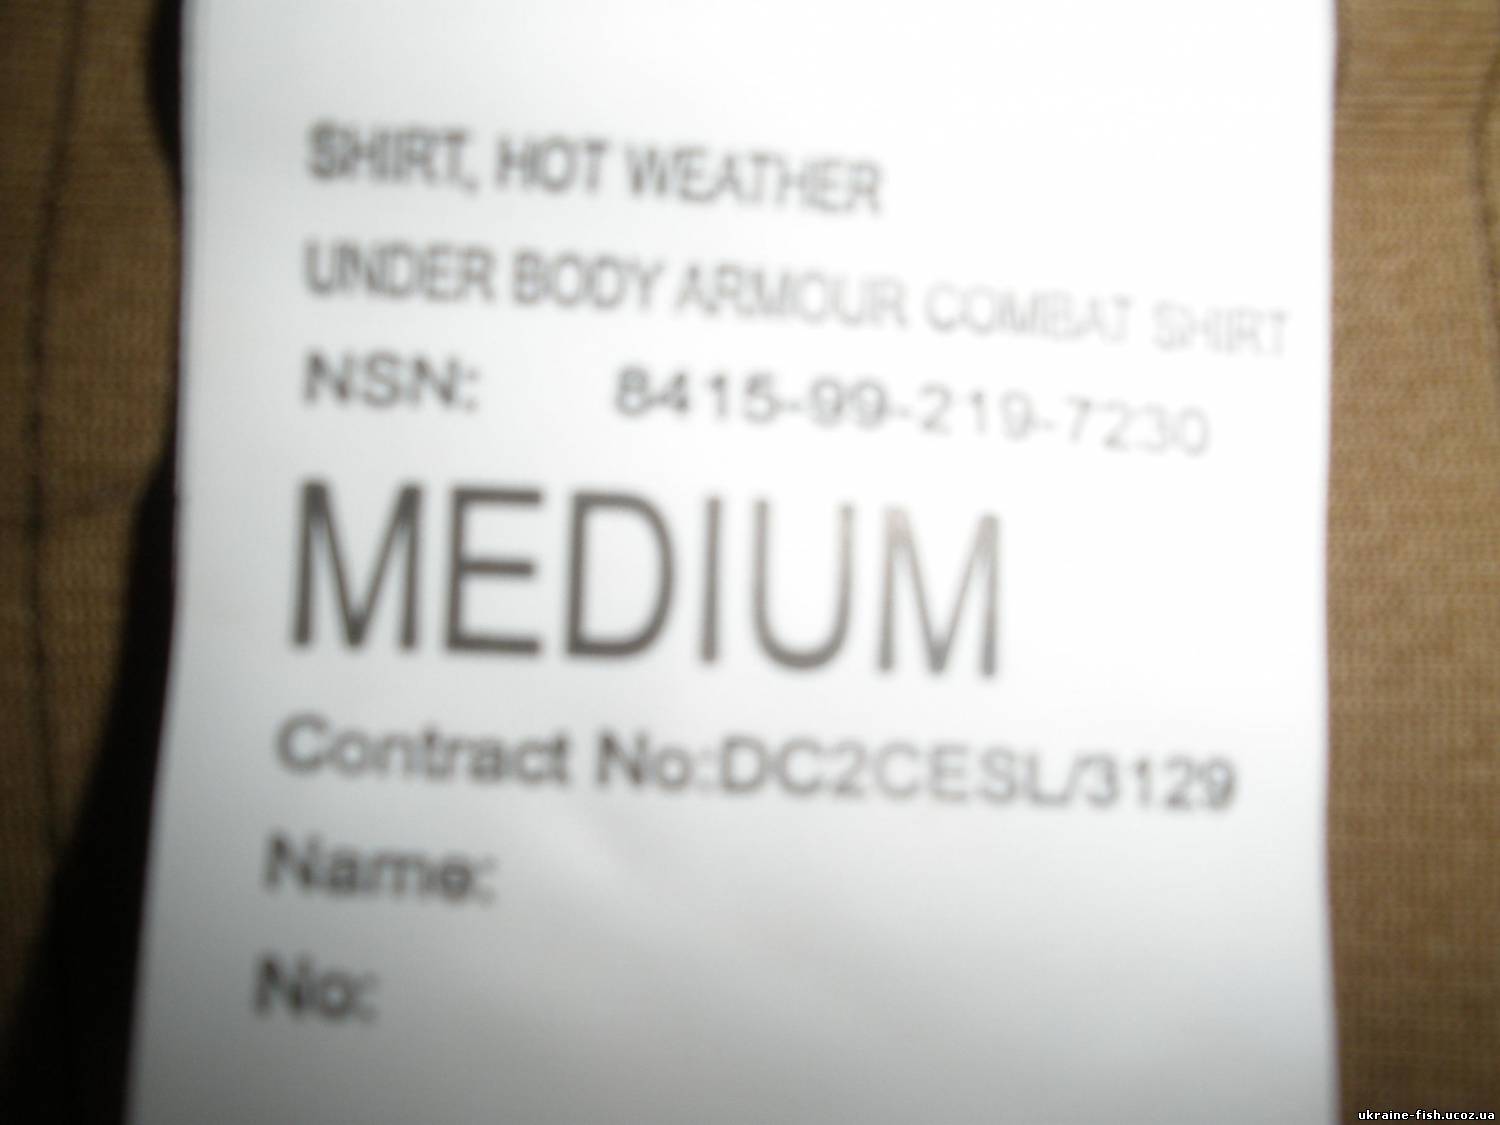 SHIRT, HOT WEATHER
UNDER BODY ARMOUR COMBAT SHIRT
NSN: 8415-99-219-7230
MEDIUM
Contract No:DC2CESL/3129
Name:
No:
ukraine-fish.ucoz.ua